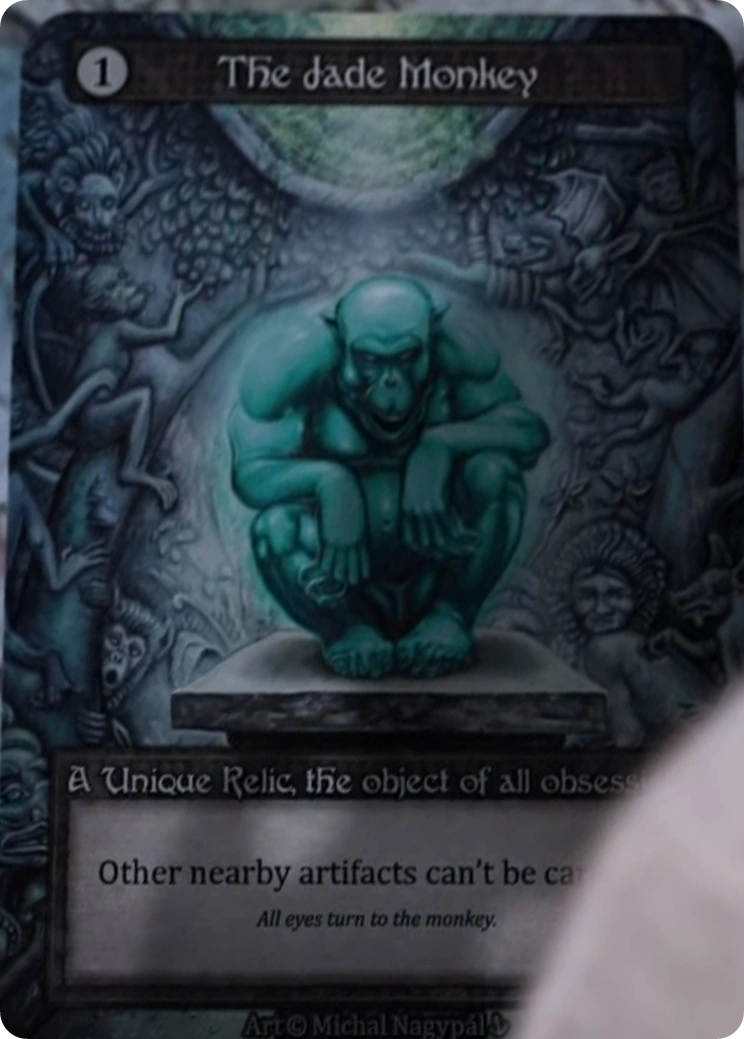 1
The Jade Monkey
A Unique Relic, the object of all
Other nearby artifacts can't be
All eyes turn to the monkey.
Art © Michal Nagypál